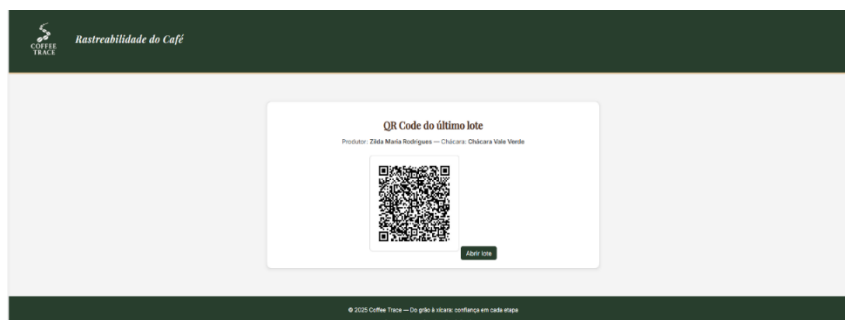 COFFEE
TRACE
Rastreabilidade do Café
QR Code do último lote
Produtor: Zilda Maria Rodrigues — Chácara: Chácara Vale Verde
Abrir lote
© 2025 Coffee Trace — Do grão à xícara: confiança em cada etapa